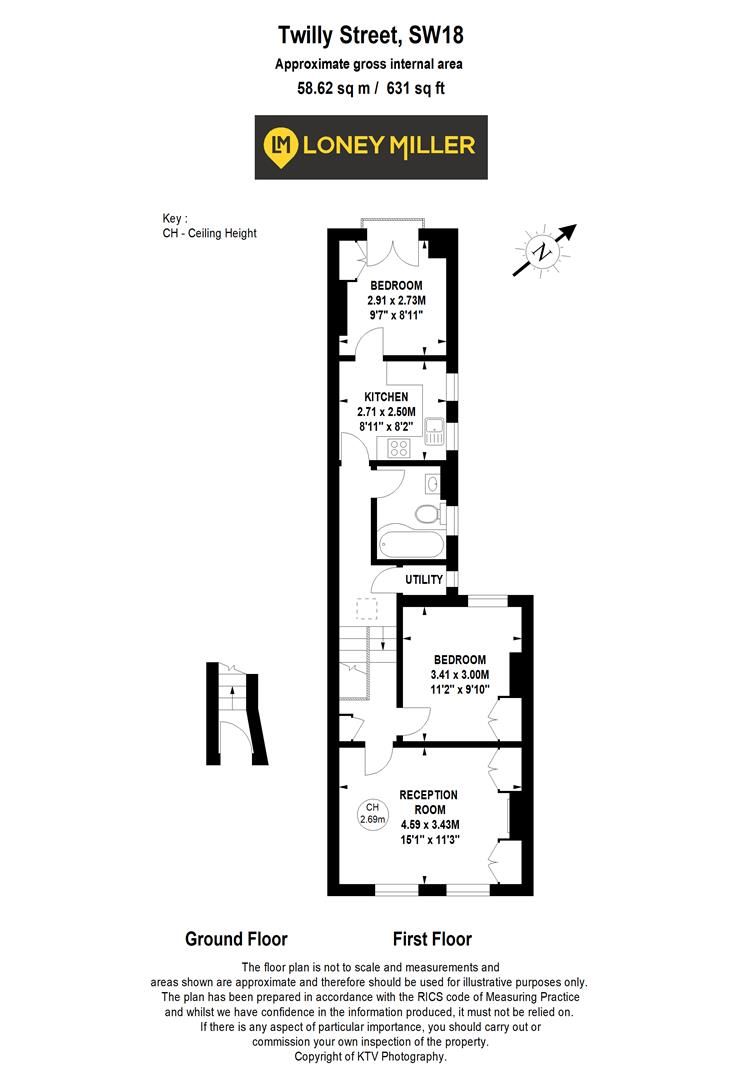 Twilly Street, SW18
Approximate gross internal area
58.62 sq m / 631 sq ft
LM LONEY MILLER
Key :
CH - Ceiling Height
N
BEDROOM
2.91 x 2.73M
9'7" x 8'11"
KITCHEN
2.71 x 2.50M
8'11" x 8'2"
UTILITY
BEDROOM
3.41 x 3.00M
11'2" x 9'10"
RECEPTION
ROOM
4.59 x 3.43M
15'1" x 11'3"
CH
2.69m
Ground Floor
First Floor
The floor plan is not to scale and measurements and
areas shown are approximate and therefore should be used for illustrative purposes only.
The plan has been prepared in accordance with the RICS code of Measuring Practice
and whilst we have confidence in the information produced, it must not be relied on.
If there is any aspect of particular importance, you should carry out or
commission your own inspection of the property.
Copyright of KTV Photography.